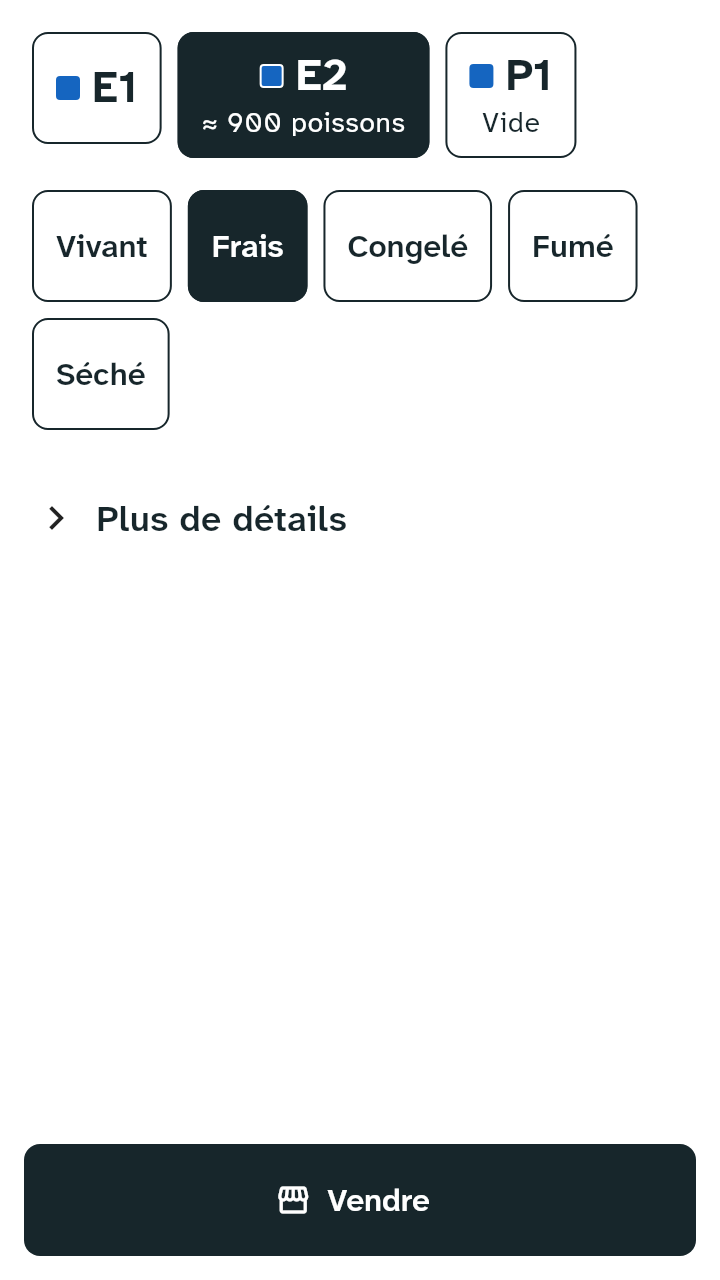 E1
E2
≈ 900 poissons
P1
Vide
Vivant
Frais
Congelé
Fumé
Séché
Plus de détails
Vendre